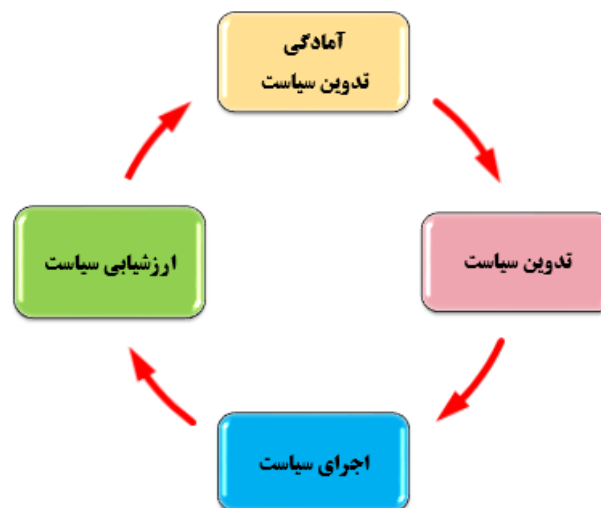 آمادگی
تدوین سیاست
تدوین سیاست
اجرای سیاست
ارزشیابی سیاست